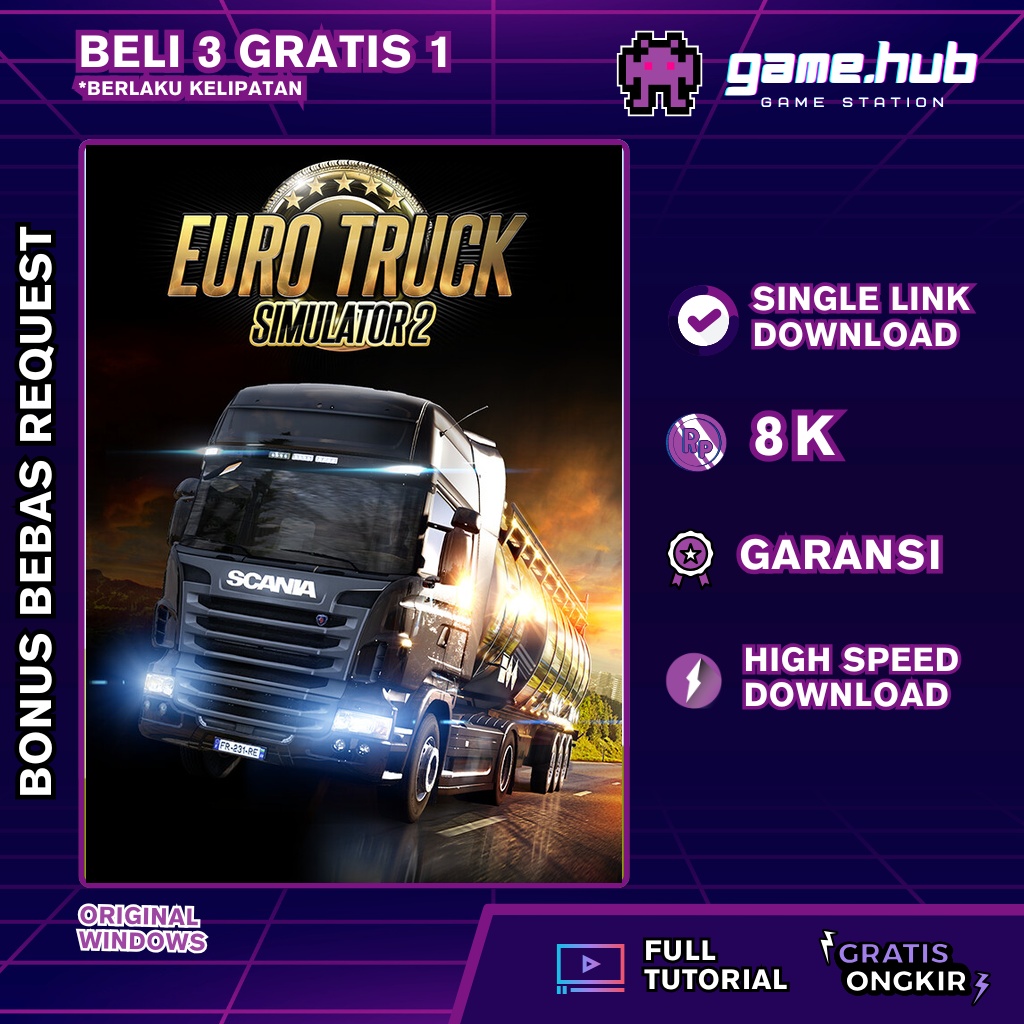 BELI 3 GRATIS 1
*BERLAKU KELIPATAN
game.hub
GAME STATION
BONUS BEBAS REQUEST
EURO TRUCK
SIMULATOR 2
SCANIA
FR-231-RE
SINGLE LINK
DOWNLOAD
Rp
8K
GARANSI
HIGH SPEED
DOWNLOAD
ORIGINAL
WINDOWS
FULL
TUTORIAL
GRATIS
ONGKIR